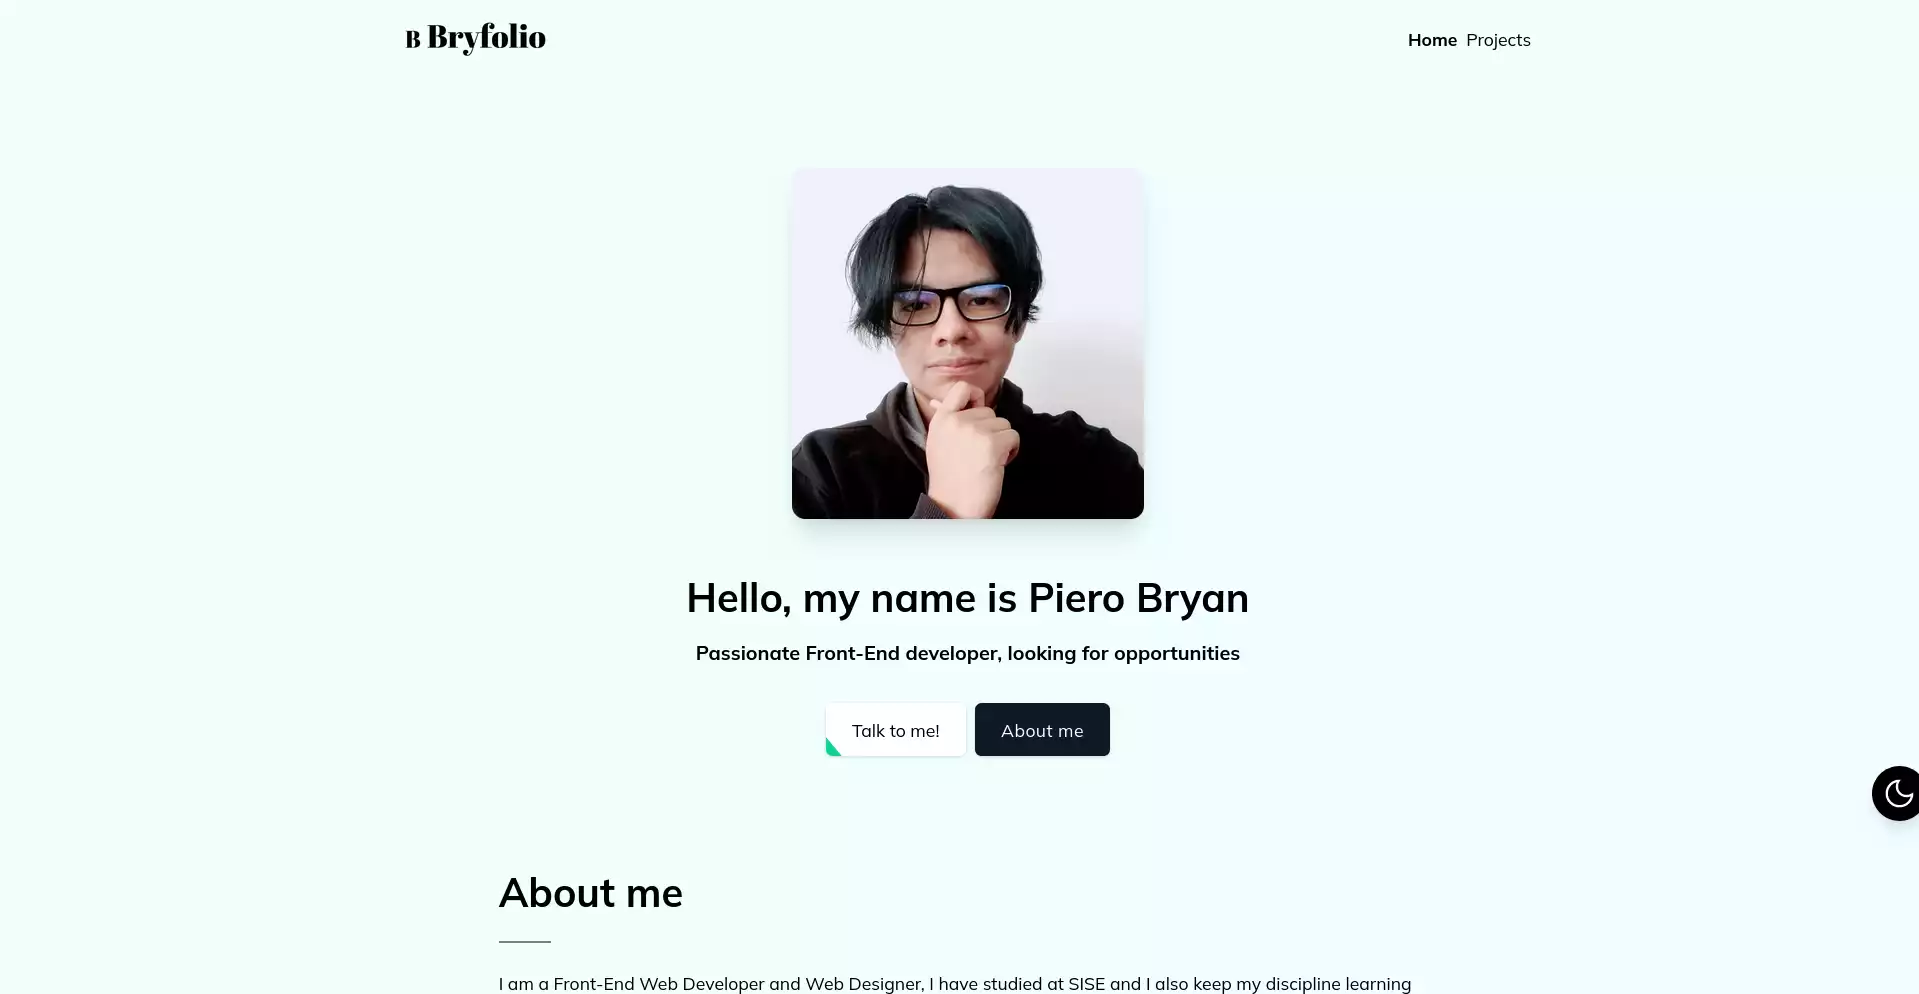 B Bryfolio
Home Projects
Hello, my name is Piero Bryan
Passionate Front-End developer, looking for opportunities
Talk to me! About me
About me
I am a Front-End Web Developer and Web Designer, I have studied at SISE and I also keep my discipline learning